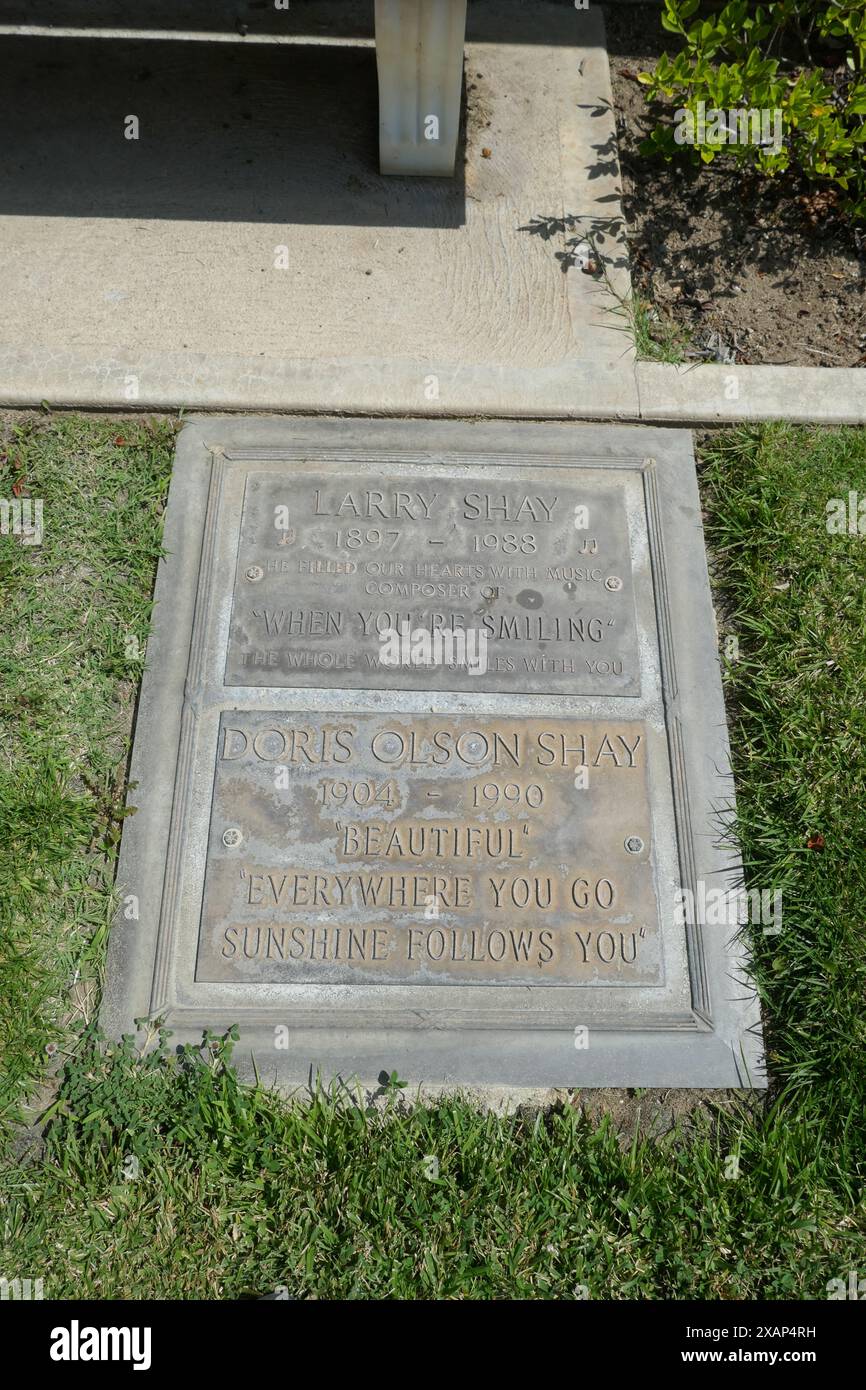 LARRY SHAY
1897 - 1988
HE FILLED OUR HEARTS WITH MUSIC
COMPOSER OF
"WHEN YOU'RE SMILING"
THE WHOLE WORLD SMILES WITH YOU
DORIS OLSON SHAY
1904 - 1990
"BEAUTIFUL"
"EVERYWHERE YOU GO
SUNSHINE FOLLOWS YOU"
alamy
Image ID: 2XAP4RH
www.alamy.com